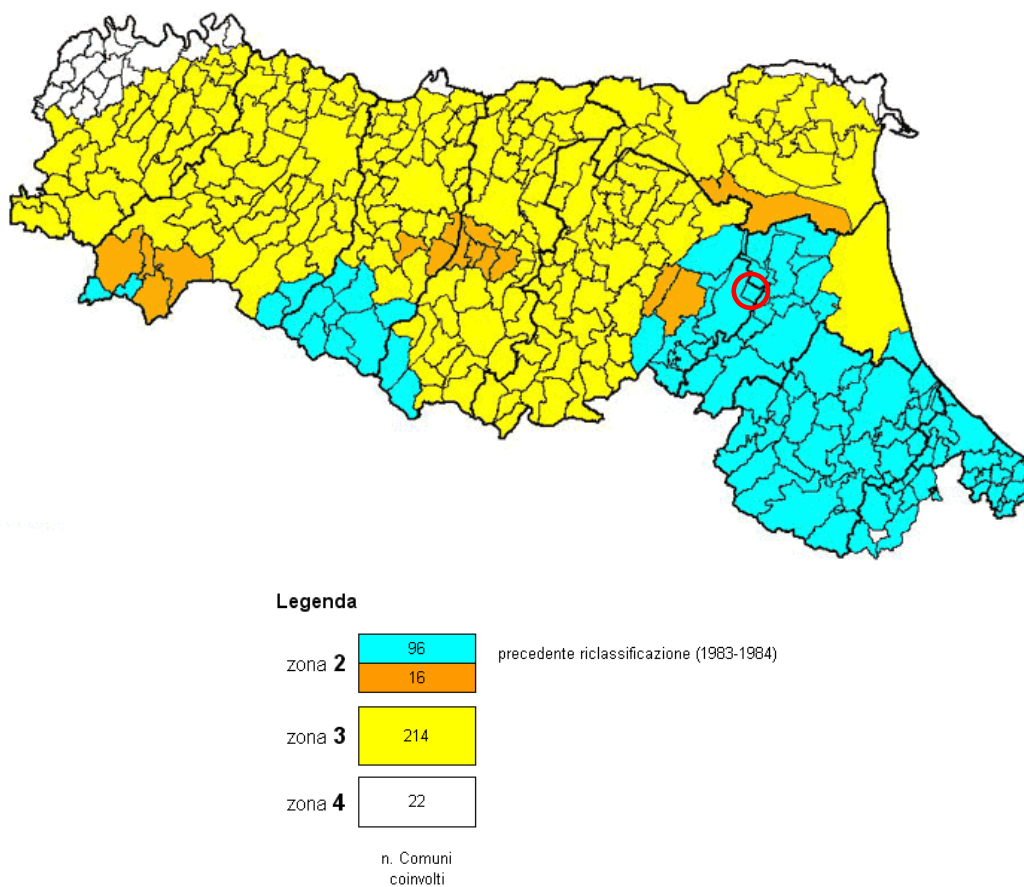 Legenda
zona 2
96
precedente riclassificazione (1983-1984)
16
zona 3
214
zona 4
22
n. Comuni
coinvolti